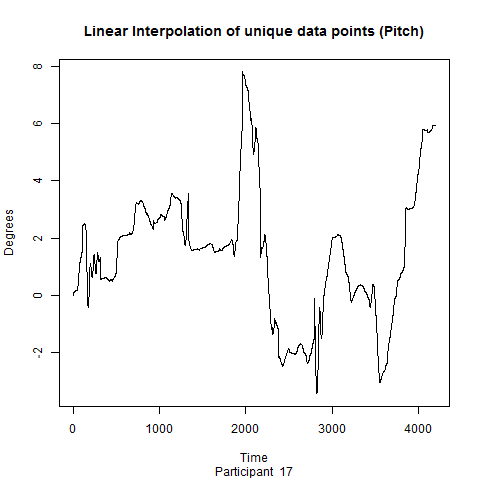 Linear Interpolation of unique data points (Pitch)
8
6
4
2
0
-2
Degrees
0 1000 2000 3000 4000
Time
Participant 17